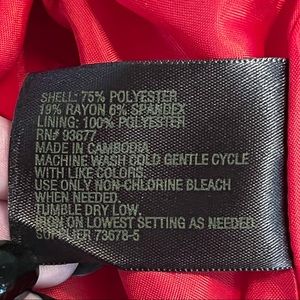 SHELL: 75% POLYESTER
19% RAYON 6% SPANDEX
LINING: 100% POLYESTER
RN# 93677
MADE IN CAMBODIA
MACHINE WASH COLD GENTLE CYCLE
WITH LIKE COLORS.
USE ONLY NON-CHLORINE BLEACH
WHEN NEEDED.
TUMBLE DRY LOW.
IRON ON LOWEST SETTING AS NEEDED
SUPPLIER 73578-5